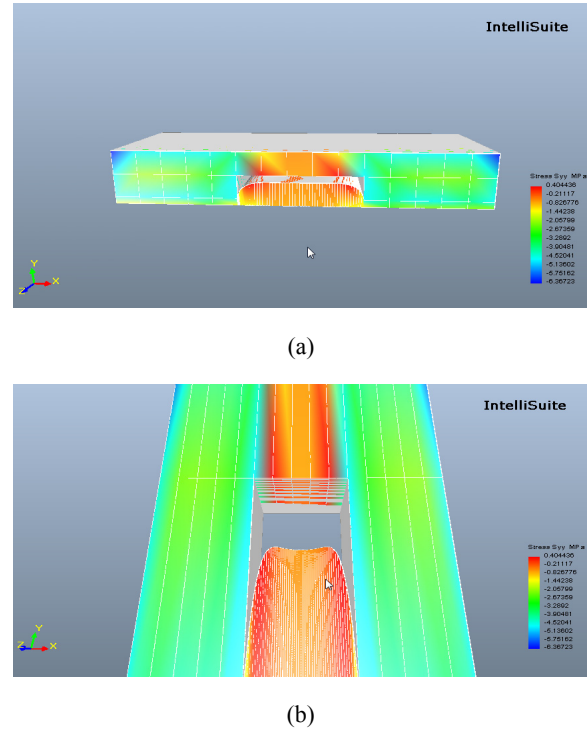 IntelliSuite
Stress Syy MPa
0.404436
-0.21117
-0.826776
-1.44238
-2.05799
-2.67359
-3.2892
-3.90481
-4.52041
-5.13602
-5.75162
-6.36723
Y
Z
X
(a)
IntelliSuite
Stress Syy MPa
0.404436
-0.21117
-0.826776
-1.44238
-2.05799
-2.67359
-3.2892
-3.90481
-4.52041
-5.13602
-5.75162
-6.36723
Y
Z
X
(b)